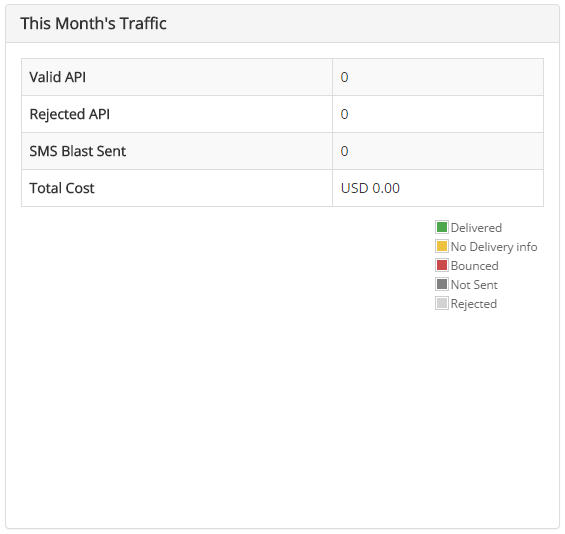 This Month's Traffic
Valid API 0
Rejected API 0
SMS Blast Sent 0
Total Cost USD 0.00
Delivered
No Delivery info
Bounced
Not Sent
Rejected